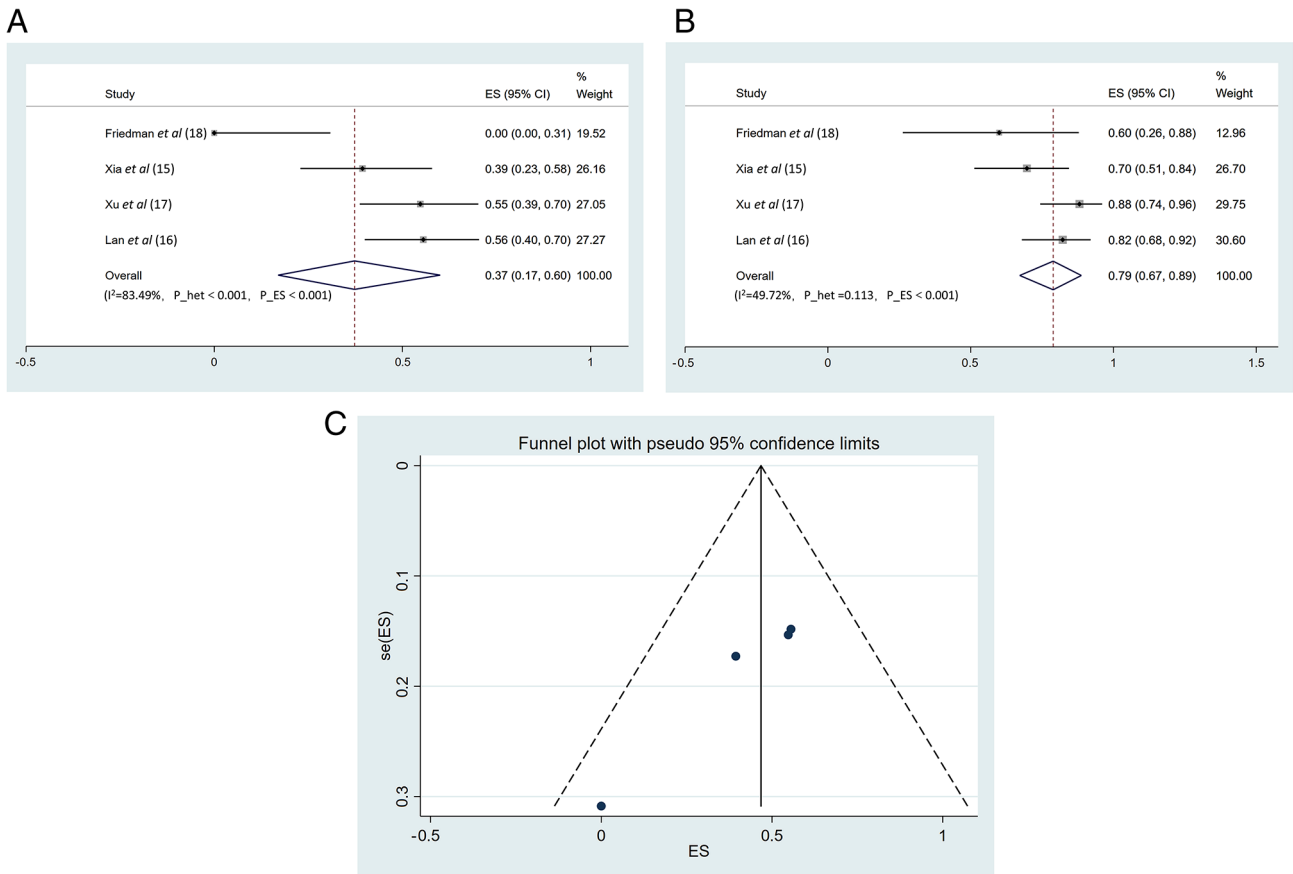 A
%
Study ES (95% CI) Weight
Friedman et al (18) 0.00 (0.00, 0.31) 19.52
Xia et al (15) 0.39 (0.23, 0.58) 26.16
Xu et al (17) 0.55 (0.39, 0.70) 27.05
Lan et al (16) 0.56 (0.40, 0.70) 27.27
Overall 0.37 (0.17, 0.60) 100.00
(I²=83.49%, P_het < 0.001, P_ES < 0.001)
-0.5 0 0.5 1
B
%
Study ES (95% CI) Weight
Friedman et al (18) 0.60 (0.26, 0.88) 12.96
Xia et al (15) 0.70 (0.51, 0.84) 26.70
Xu et al (17) 0.88 (0.74, 0.96) 29.75
Lan et al (16) 0.82 (0.68, 0.92) 30.60
Overall 0.79 (0.67, 0.89) 100.00
(I²=49.72%, P_het =0.113, P_ES < 0.001)
-0.5 0 0.5 1 1.5
C
Funnel plot with pseudo 95% confidence limits
0
0.1
0.2
0.3
se(ES)
-0.5 0 0.5 1
ES